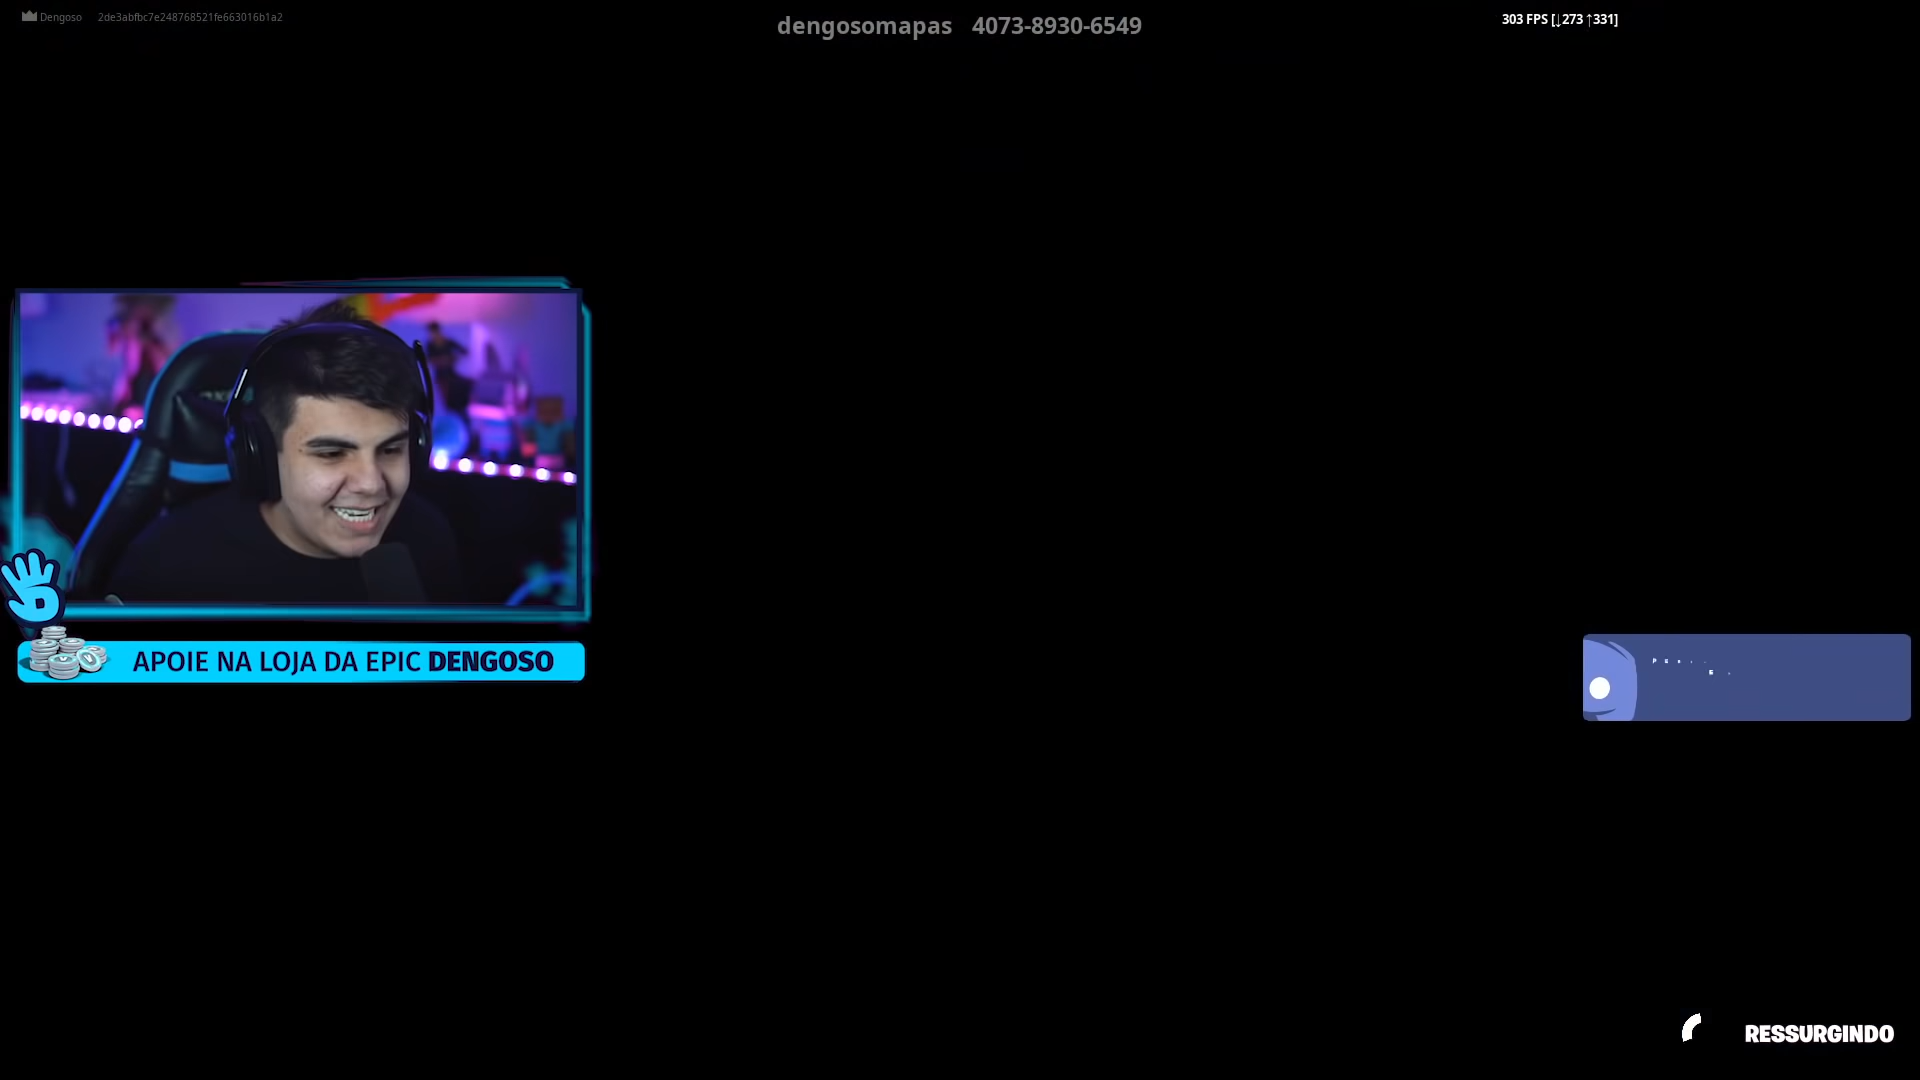 Dengoso 2de3abfbc7e248768521fe663016b1a2
dengosomapas 4073-8930-6549
303 FPS [↓273 ↑331]
APOIE NA LOJA DA EPIC DENGOSO
RESSURGINDO